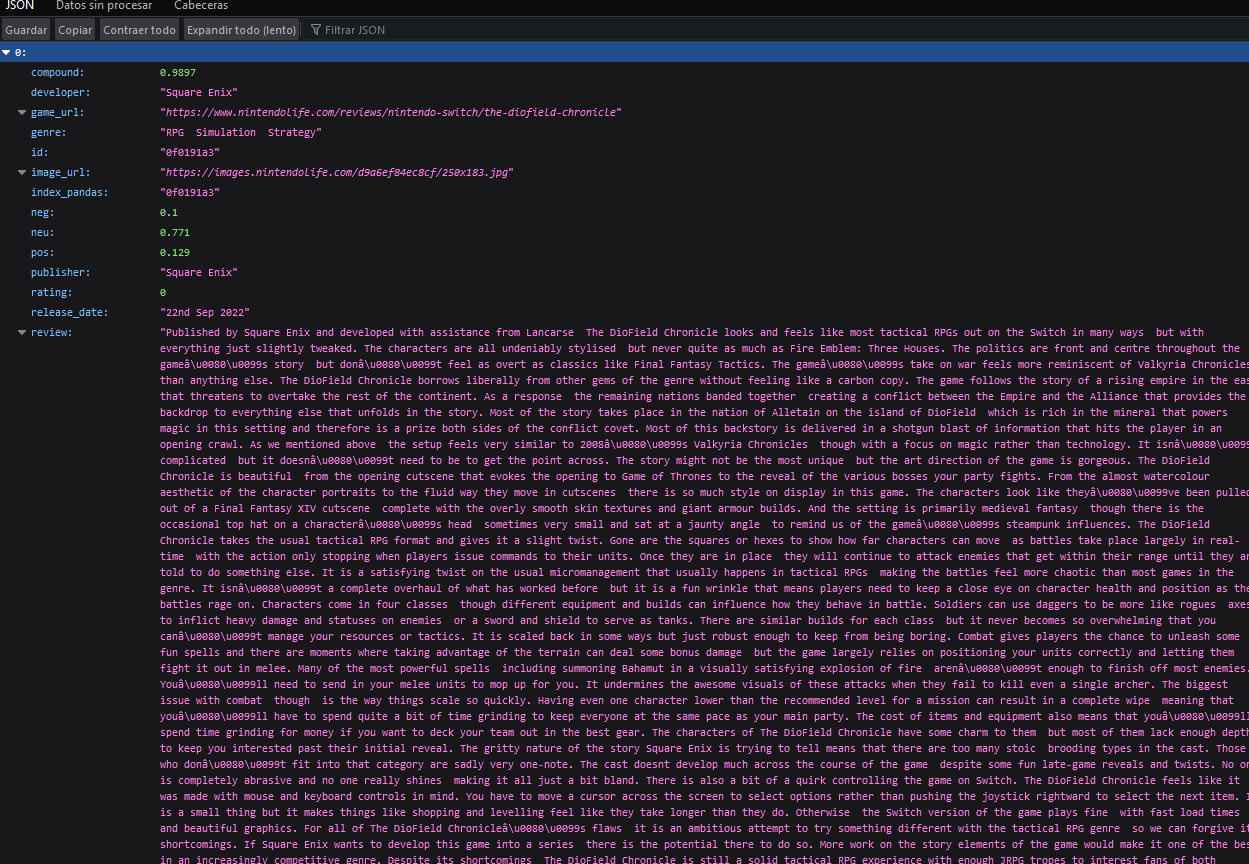 JSON Datos sin procesar Cabeceras
Guardar Copiar Contraer todo Expandir todo (lento) Filtrar JSON
0:
compound: 0.9897
developer: "Square Enix"
game_url: "https://www.nintendolife.com/reviews/nintendo-switch/the-diofield-chronicle"
genre: "RPG  Simulation  Strategy"
id: "0f0191a3"
image_url: "https://images.nintendolife.com/d9a6ef84ec8cf/250x183.jpg"
index_pandas: "0f0191a3"
neg: 0.1
neu: 0.771
pos: 0.129
publisher: "Square Enix"
rating: 0
release_date: "22nd Sep 2022"
review: "Published by Square Enix and developed with assistance from Lancarse  The DioField Chronicle looks and feels like most tactical RPGs out on the Switch in many ways  but with
everything just slightly tweaked. The characters are all undeniably stylised  but never quite as much as Fire Emblem: Three Houses. The politics are front and centre throughout the
gameâ\u0080\u0099s story  but donâ\u0080\u0099t feel as overt as classics like Final Fantasy Tactics. The gameâ\u0080\u0099s take on war feels more reminiscent of Valkyria Chronicles
than anything else. The DioField Chronicle borrows liberally from other gems of the genre without feeling like a carbon copy. The game follows the story of a rising empire in the eas
that threatens to overtake the rest of the continent. As a response  the remaining nations banded together  creating a conflict between the Empire and the Alliance that provides the
backdrop to everything else that unfolds in the story. Most of the story takes place in the nation of Alletain on the island of DioField  which is rich in the mineral that powers
magic in this setting and therefore is a prize both sides of the conflict covet. Most of this backstory is delivered in a shotgun blast of information that hits the player in an
opening crawl. As we mentioned above  the setup feels very similar to 2008â\u0080\u0099s Valkyria Chronicles  though with a focus on magic rather than technology. It isnâ\u0080\u0099
complicated  but it doesnâ\u0080\u0099t need to be to get the point across. The story might not be the most unique  but the art direction of the game is gorgeous. The DioField
Chronicle is beautiful  from the opening cutscene that evokes the opening to Game of Thrones to the reveal of the various bosses your party fights. From the almost watercolour
aesthetic of the character portraits to the fluid way they move in cutscenes  there is so much style on display in this game. The characters look like theyâ\u0080\u0099ve been pulled
out of a Final Fantasy XIV cutscene  complete with the overly smooth skin textures and giant armour builds. And the setting is primarily medieval fantasy  though there is the
occasional top hat on a characterâ\u0080\u0099s head  sometimes very small and sat at a jaunty angle  to remind us of the gameâ\u0080\u0099s steampunk influences. The DioField
Chronicle takes the usual tactical RPG format and gives it a slight twist. Gone are the squares or hexes to show how far characters can move  as battles take place largely in real-
time  with the action only stopping when players issue commands to their units. Once they are in place  they will continue to attack enemies that get within their range until they ar
told to do something else. It is a satisfying twist on the usual micromanagement that usually happens in tactical RPGs  making the battles feel more chaotic than most games in the
genre. It isnâ\u0080\u0099t a complete overhaul of what has worked before  but it is a fun wrinkle that means players need to keep a close eye on character health and position as the
battles rage on. Characters come in four classes  though different equipment and builds can influence how they behave in battle. Soldiers can use daggers to be more like rogues  axes
to inflict heavy damage and statuses on enemies  or a sword and shield to serve as tanks. There are similar builds for each class  but it never becomes so overwhelming that you
canâ\u0080\u0099t manage your resources or tactics. It is scaled back in some ways but just robust enough to keep from being boring. Combat gives players the chance to unleash some
fun spells and there are moments where taking advantage of the terrain can deal some bonus damage  but the game largely relies on positioning your units correctly and letting them
fight it out in melee. Many of the most powerful spells  including summoning Bahamut in a visually satisfying explosion of fire  arenâ\u0080\u0099t enough to finish off most enemies.
Youâ\u0080\u0099ll need to send in your melee units to mop up for you. It undermines the awesome visuals of these attacks when they fail to kill even a single archer. The biggest
issue with combat  though  is the way things scale so quickly. Having even one character lower than the recommended level for a mission can result in a complete wipe  meaning that
youâ\u0080\u0099ll have to spend quite a bit of time grinding to keep everyone at the same pace as your main party. The cost of items and equipment also means that youâ\u0080\u0099ll
spend time grinding for money if you want to deck your team out in the best gear. The characters of The DioField Chronicle have some charm to them  but most of them lack enough depth
to keep you interested past their initial reveal. The gritty nature of the story Square Enix is trying to tell means that there are too many stoic  brooding types in the cast. Those
who donâ\u0080\u0099t fit into that category are sadly very one-note. The cast doesnt develop much across the course of the game  despite some fun late-game reveals and twists. No on
is completely abrasive and no one really shines  making it all just a bit bland. There is also a bit of a quirk controlling the game on Switch. The DioField Chronicle feels like it
was made with mouse and keyboard controls in mind. You have to move a cursor across the screen to select options rather than pushing the joystick rightward to select the next item. I
is a small thing but it makes things like shopping and levelling feel like they take longer than they do. Otherwise  the Switch version of the game plays fine  with fast load times
and beautiful graphics. For all of The DioField Chronicleâ\u0080\u0099s flaws  it is an ambitious attempt to try something different with the tactical RPG genre  so we can forgive it
shortcomings. If Square Enix wants to develop this game into a series  there is the potential there to do so. More work on the story elements of the game would make it one of the bes
in an increasingly competitive genre. Despite its shortcomings  The DioField Chronicle is still a solid tactical RPG experience with enough JRPG tropes to interest fans of both